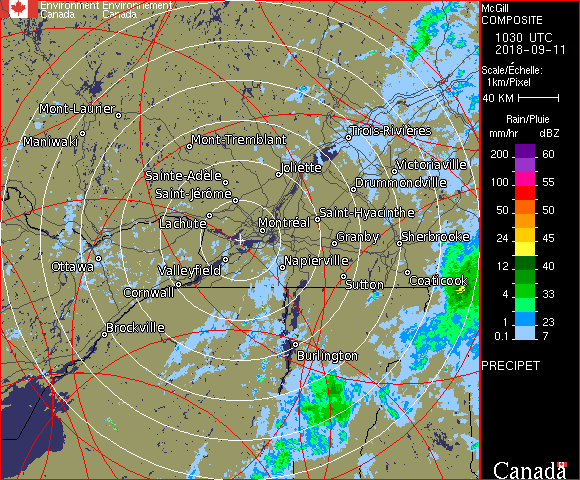 Environment Environnement
Canada Canada
McGill
COMPOSITE
1030 UTC
2018-09-11
Scale/Échelle:
1km/Pixel
40 KM
Rain/Pluie
mm/hr dBZ
200 60
100 55
50 50
24 45
12 40
4 33
1 23
0.1 7
PRECIPET
Canada
Mont-Laurier
Maniwaki
Mont-Tremblant
Trois-Rivières
Joliette
Victoriaville
Sainte-Adèle
Drummondville
Saint-Jérôme
Lachute
Saint-Hyacinthe
Montréal
Granby
Sherbrooke
Ottawa
Valleyfield
Napierville
Cornwall
Sutton
Coaticook
Brockville
Burlington